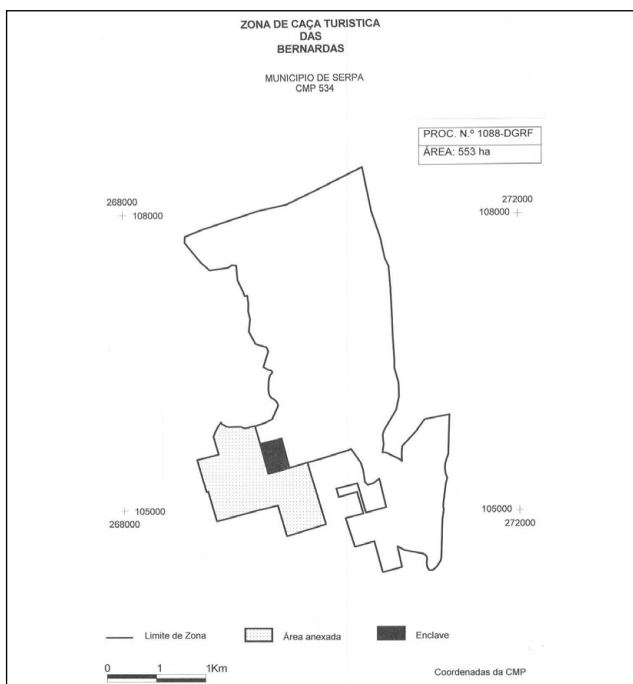 ZONA DE CAÇA TURISTICA
DAS
BERNARDAS
MUNICIPIO DE SERPA
CMP 534
PROC. N.º 1088-DGRF
ÁREA: 553 ha
268000
108000
272000
108000
105000
268000
105000
272000
Limite de Zona
Área anexada
Enclave
0 1 1Km
Coordenadas da CMP